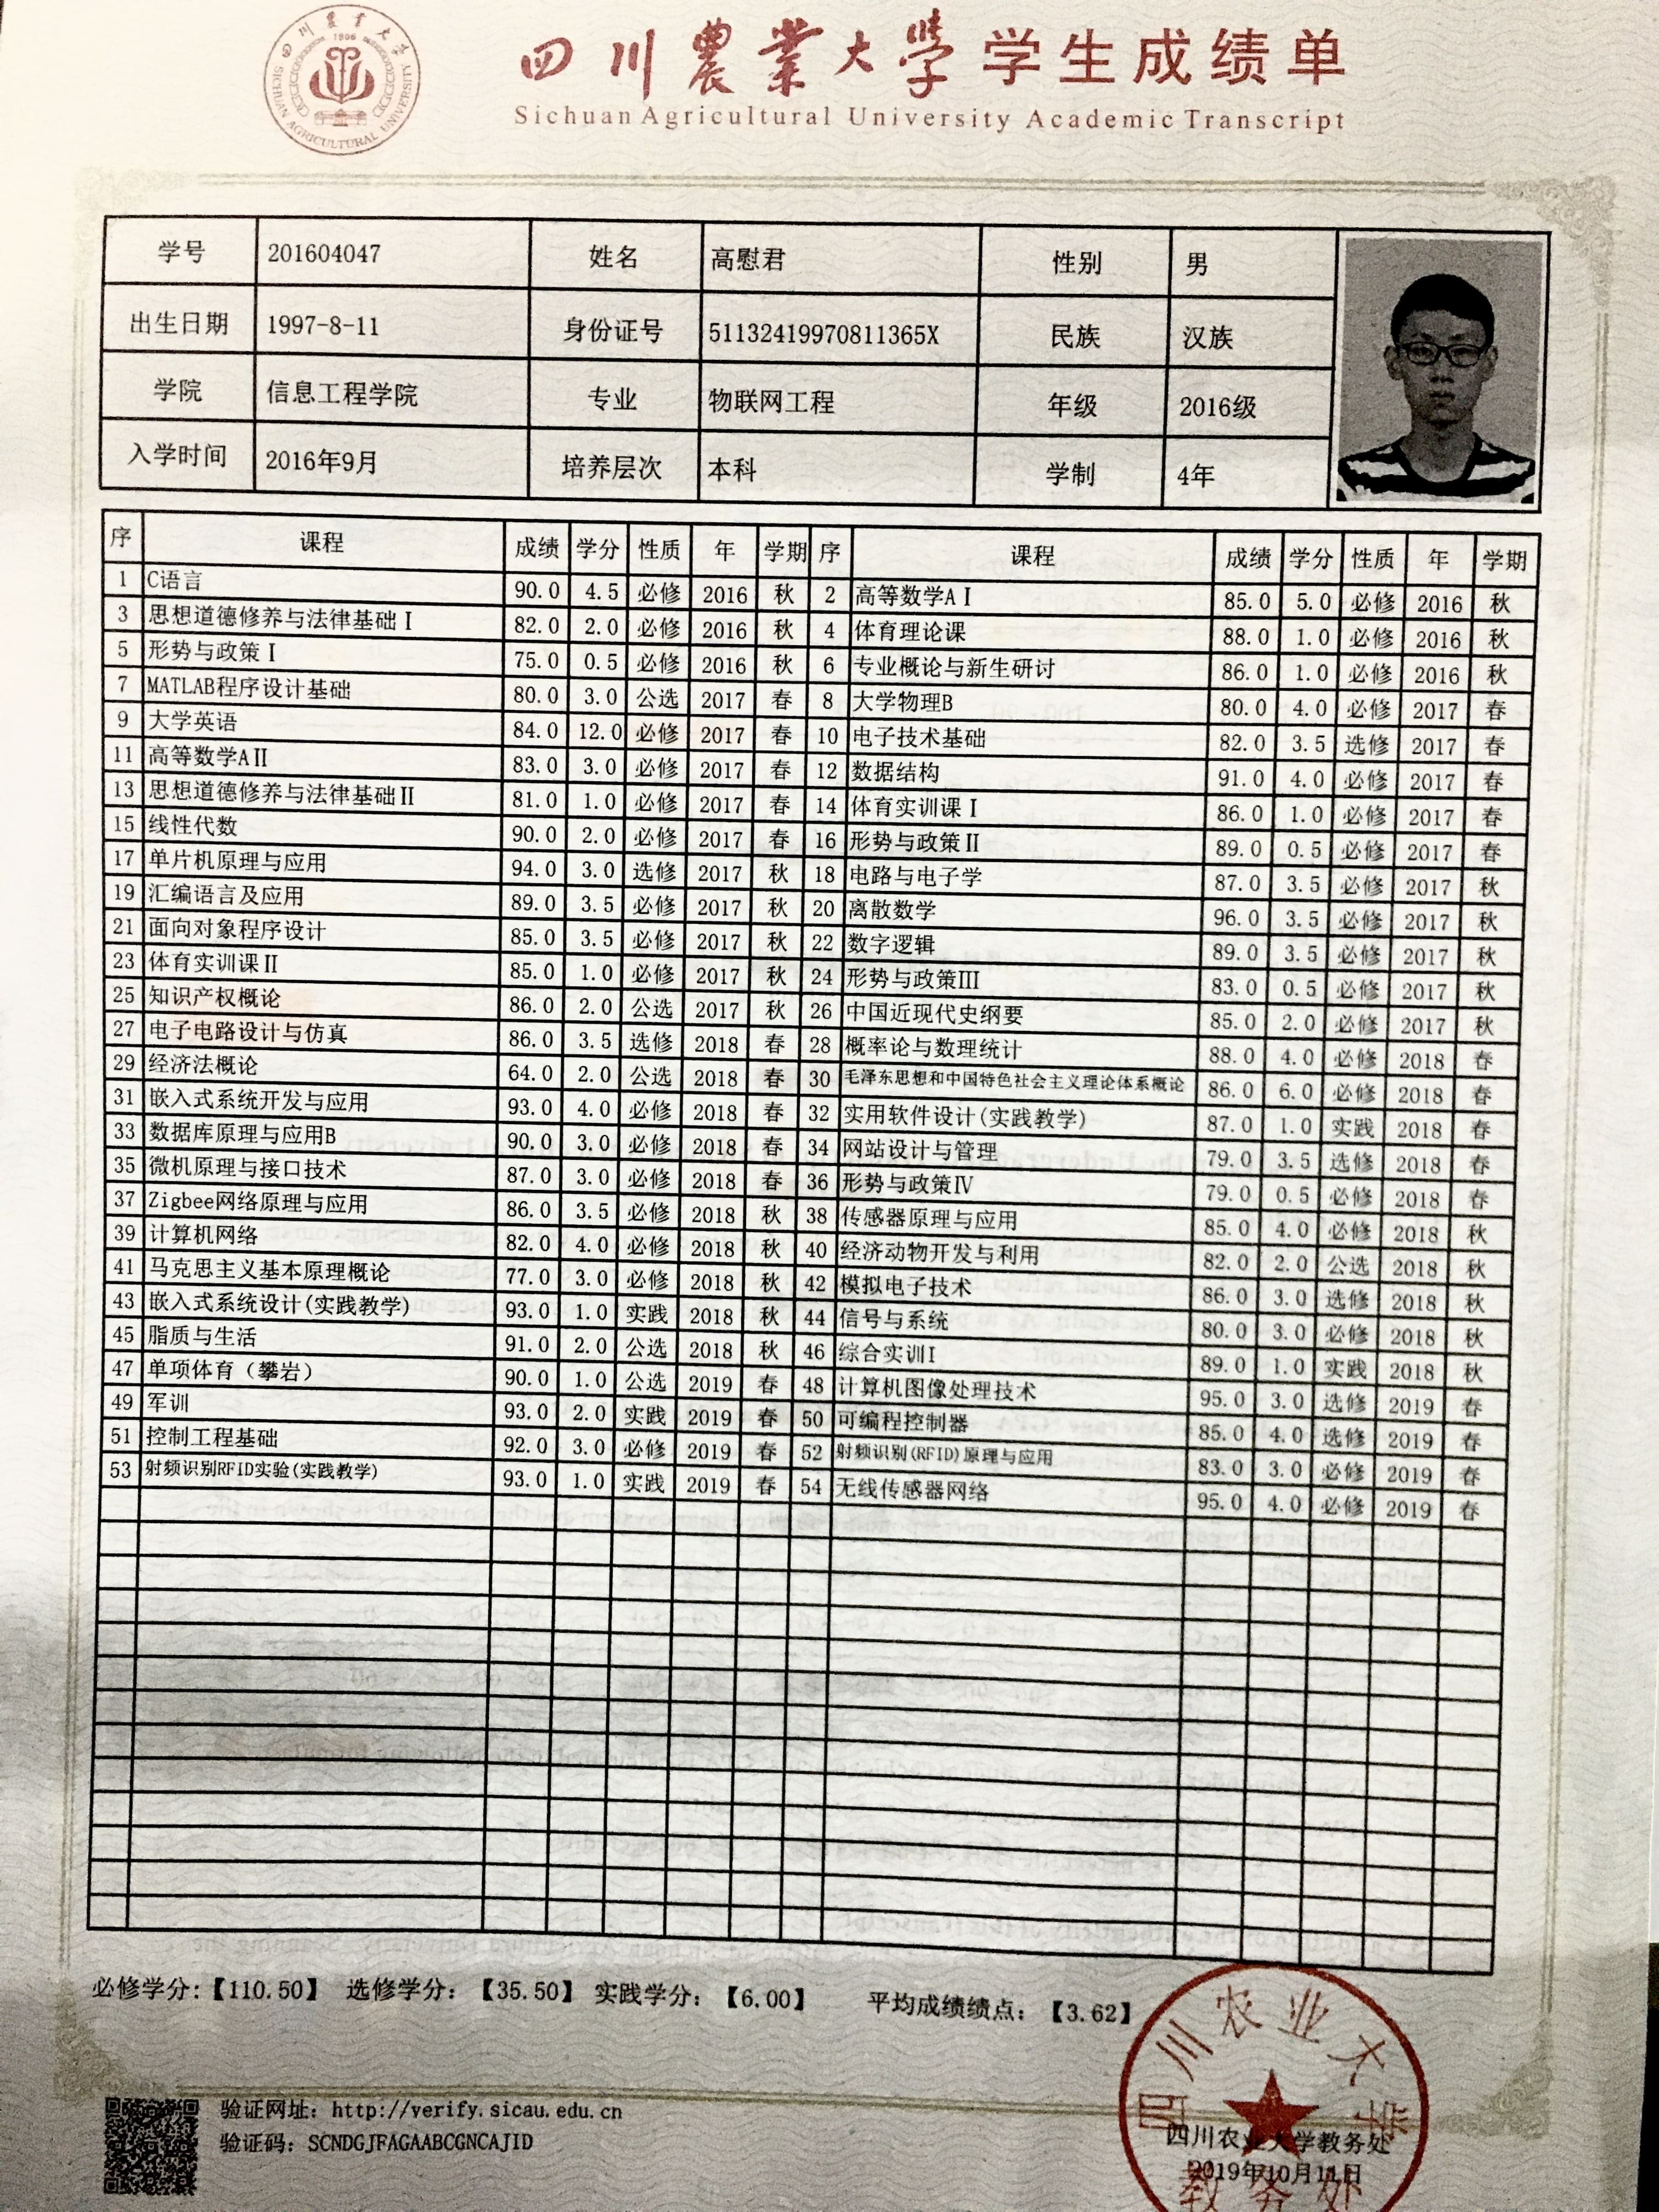 四川農業大學学生成绩单
Sichuan Agricultural University Academic Transcript
四川農業大学
1906
SICHUAN AGRICULTURAL UNIVERSITY
学号 201604047 姓名 高慰君 性别 男
出生日期 1997-8-11 身份证号 51132419970811365X 民族 汉族
学院 信息工程学院 专业 物联网工程 年级 2016级
入学时间 2016年9月 培养层次 本科 学制 4年
序 课程 成绩 学分 性质 年 学期 序 课程 成绩 学分 性质 年 学期
1 C语言 90.0 4.5 必修 2016 秋 2 高等数学AⅠ 85.0 5.0 必修 2016 秋
3 思想道德修养与法律基础Ⅰ 82.0 2.0 必修 2016 秋 4 体育理论课 88.0 1.0 必修 2016 秋
5 形势与政策Ⅰ 75.0 0.5 必修 2016 秋 6 专业概论与新生研讨 86.0 1.0 必修 2016 秋
7 MATLAB程序设计基础 80.0 3.0 公选 2017 春 8 大学物理B 80.0 4.0 必修 2017 春
9 大学英语 84.0 12.0 必修 2017 春 10 电子技术基础 82.0 3.5 选修 2017 春
11 高等数学AⅡ 83.0 3.0 必修 2017 春 12 数据结构 91.0 4.0 必修 2017 春
13 思想道德修养与法律基础Ⅱ 81.0 1.0 必修 2017 春 14 体育实训课Ⅰ 86.0 1.0 必修 2017 春
15 线性代数 90.0 2.0 必修 2017 春 16 形势与政策Ⅱ 89.0 0.5 必修 2017 春
17 单片机原理与应用 94.0 3.0 选修 2017 秋 18 电路与电子学 87.0 3.5 必修 2017 秋
19 汇编语言及应用 89.0 3.5 必修 2017 秋 20 离散数学 96.0 3.5 必修 2017 秋
21 面向对象程序设计 85.0 3.5 必修 2017 秋 22 数字逻辑 89.0 3.5 必修 2017 秋
23 体育实训课Ⅱ 85.0 1.0 必修 2017 秋 24 形势与政策Ⅲ 83.0 0.5 必修 2017 秋
25 知识产权概论 86.0 2.0 公选 2017 秋 26 中国近现代史纲要 85.0 2.0 必修 2017 秋
27 电子电路设计与仿真 86.0 3.5 选修 2018 春 28 概率论与数理统计 88.0 4.0 必修 2018 春
29 经济法概论 64.0 2.0 公选 2018 春 30 毛泽东思想和中国特色社会主义理论体系概论 86.0 6.0 必修 2018 春
31 嵌入式系统开发与应用 93.0 4.0 必修 2018 春 32 实用软件设计(实践教学) 87.0 1.0 实践 2018 春
33 数据库原理与应用B 90.0 3.0 必修 2018 春 34 网站设计与管理 79.0 3.5 选修 2018 春
35 微机原理与接口技术 87.0 3.0 必修 2018 春 36 形势与政策Ⅳ 79.0 0.5 必修 2018 春
37 Zigbee网络原理与应用 86.0 3.5 必修 2018 秋 38 传感器原理与应用 85.0 4.0 必修 2018 秋
39 计算机网络 82.0 4.0 必修 2018 秋 40 经济动物开发与利用 82.0 2.0 公选 2018 秋
41 马克思主义基本原理概论 77.0 3.0 必修 2018 秋 42 模拟电子技术 86.0 3.0 选修 2018 秋
43 嵌入式系统设计(实践教学) 93.0 1.0 实践 2018 秋 44 信号与系统 80.0 3.0 必修 2018 秋
45 脂质与生活 91.0 2.0 公选 2018 秋 46 综合实训I 89.0 1.0 实践 2018 秋
47 单项体育（攀岩） 90.0 1.0 公选 2019 春 48 计算机图像处理技术 95.0 3.0 选修 2019 春
49 军训 93.0 2.0 实践 2019 春 50 可编程控制器 85.0 4.0 选修 2019 春
51 控制工程基础 92.0 3.0 必修 2019 春 52 射频识别(RFID)原理与应用 83.0 3.0 必修 2019 春
53 射频识别RFID实验(实践教学) 93.0 1.0 实践 2019 春 54 无线传感器网络 95.0 4.0 必修 2019 春
必修学分:【110.50】 选修学分:【35.50】 实践学分:【6.00】 平均成绩绩点:【3.62】
验证网址: http://verify.sicau.edu.cn
验证码: SCNDGJFAGAABCGNCAJID
四川农业大学教务处
2019年10月11日
四川农业大学
教务处